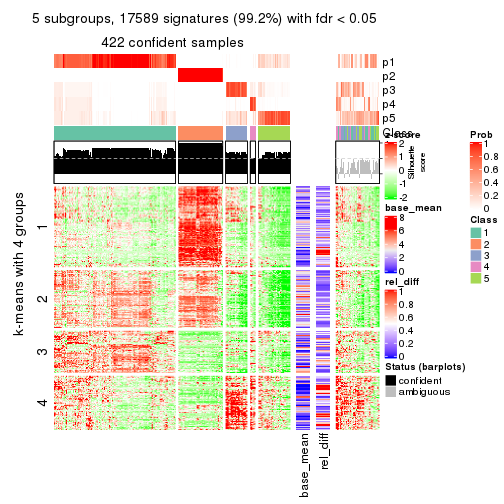 5 subgroups, 17589 signatures (99.2%) with fdr < 0.05
422 confident samples
p1
p2
p3
p4
p5
Class
k-means with 4 groups
1
2
3
4
base_mean
rel_diff
Silhouette
score
z-score
2
1
0
-1
-2
base_mean
8
6
4
2
0
rel_diff
1
0.8
0.6
0.4
0.2
0
Status (barplots)
confident
ambiguous
Prob
1
0.8
0.6
0.4
0.2
0
Class
1
2
3
4
5